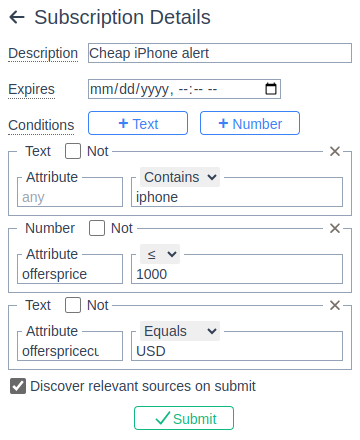 Subscription Details
Description Cheap iPhone alert
Expires mm/dd/yyyy, --:-- --
Conditions + Text + Number
Text Not
Attribute Contains
any iphone
Number Not
Attribute ≤
offersprice 1000
Text Not
Attribute Equals
offerspricecu USD
Discover relevant sources on submit
Submit